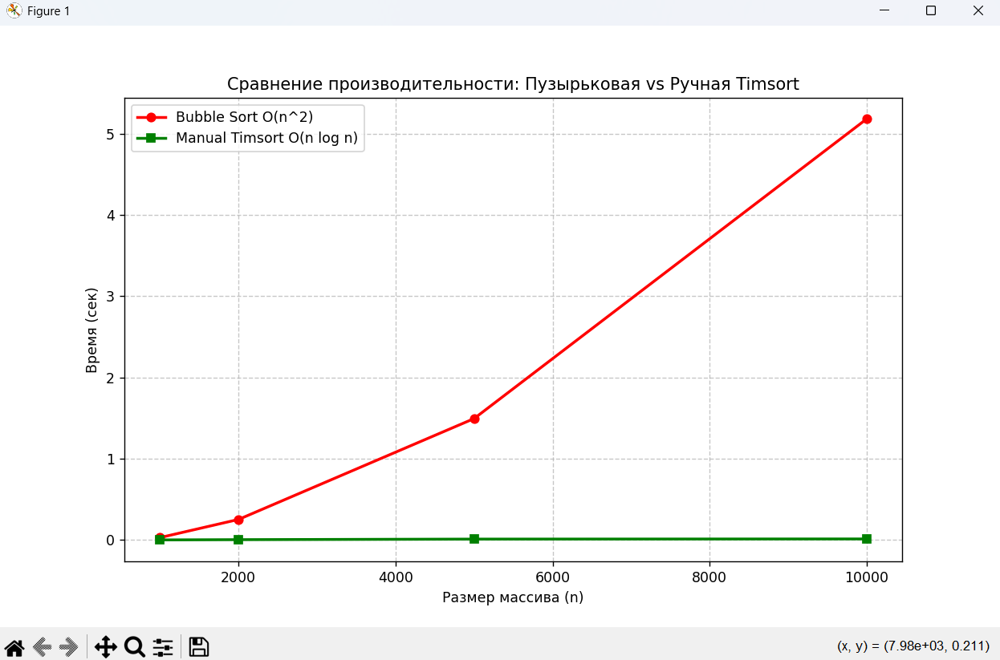 Figure 1
Сравнение производительности: Пузырьковая vs Ручная Timsort
Bubble Sort O(n^2)
Manual Timsort O(n log n)
Время (сек)
5
4
3
2
1
0
2000 4000 6000 8000 10000
Размер массива (n)
(x, y) = (7.98e+03, 0.211)